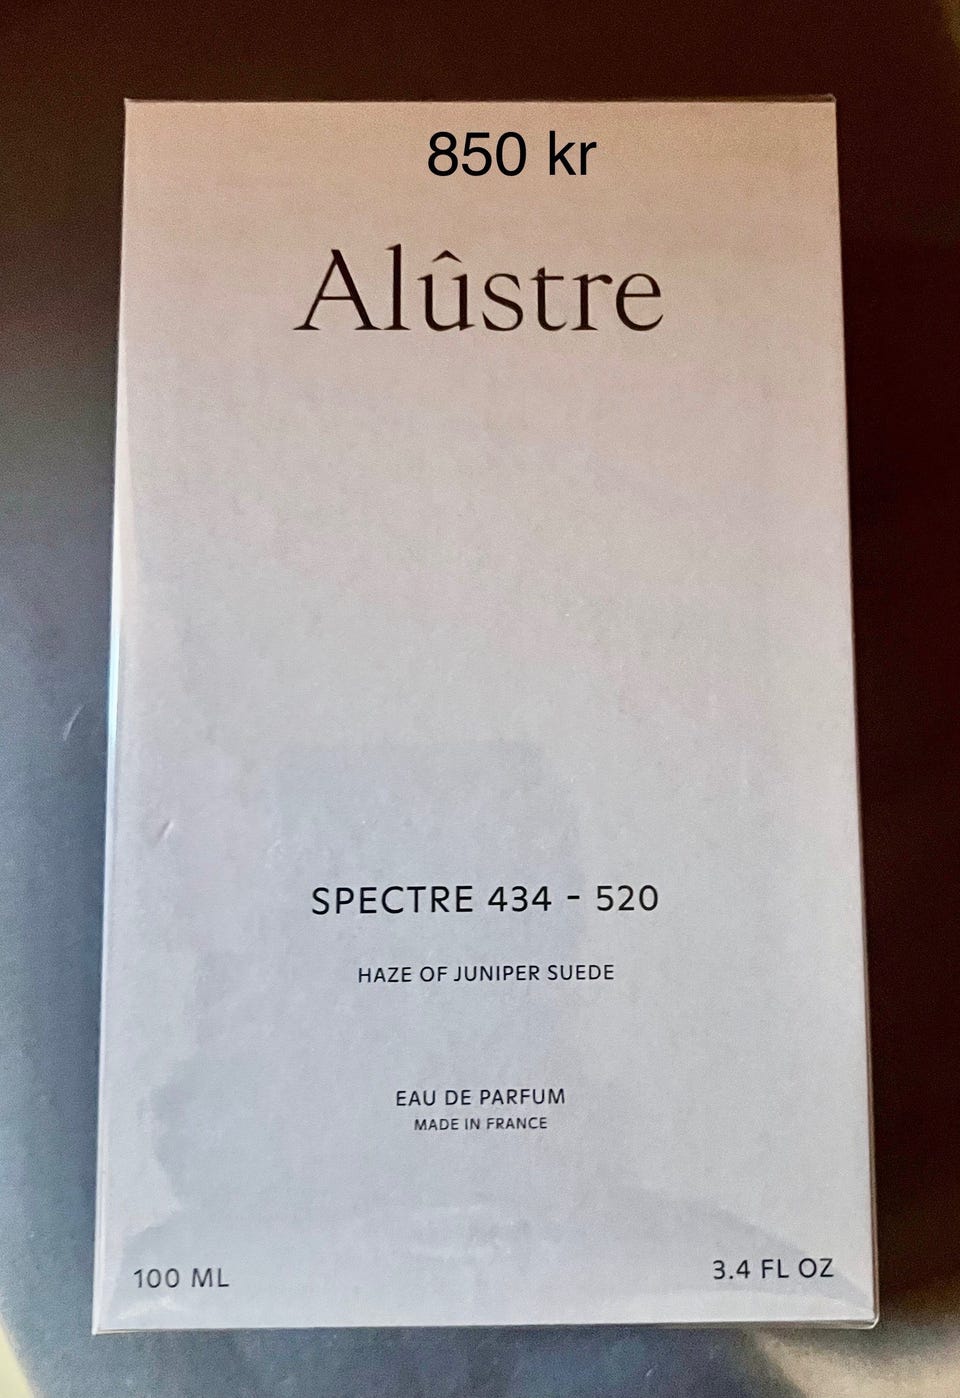 850 kr
Alûstre
SPECTRE 434 - 520
HAZE OF JUNIPER SUEDE
EAU DE PARFUM
MADE IN FRANCE
100 ML
3.4 FL OZ